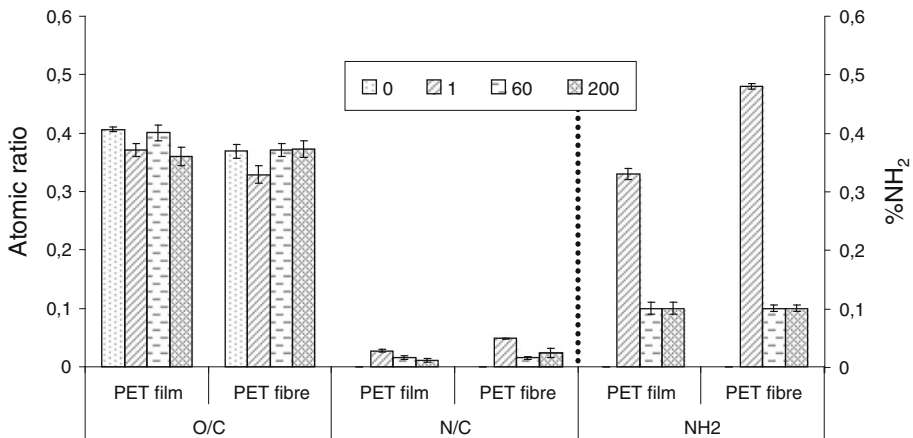 0,6
0,5
0,4
0,3
0,2
0,1
0
Atomic ratio
0 1 60 200
0,6
0,5
0,4
0,3
0,2
0,1
0
%NH₂
PET film PET fibre PET film PET fibre PET film PET fibre
O/C N/C NH2